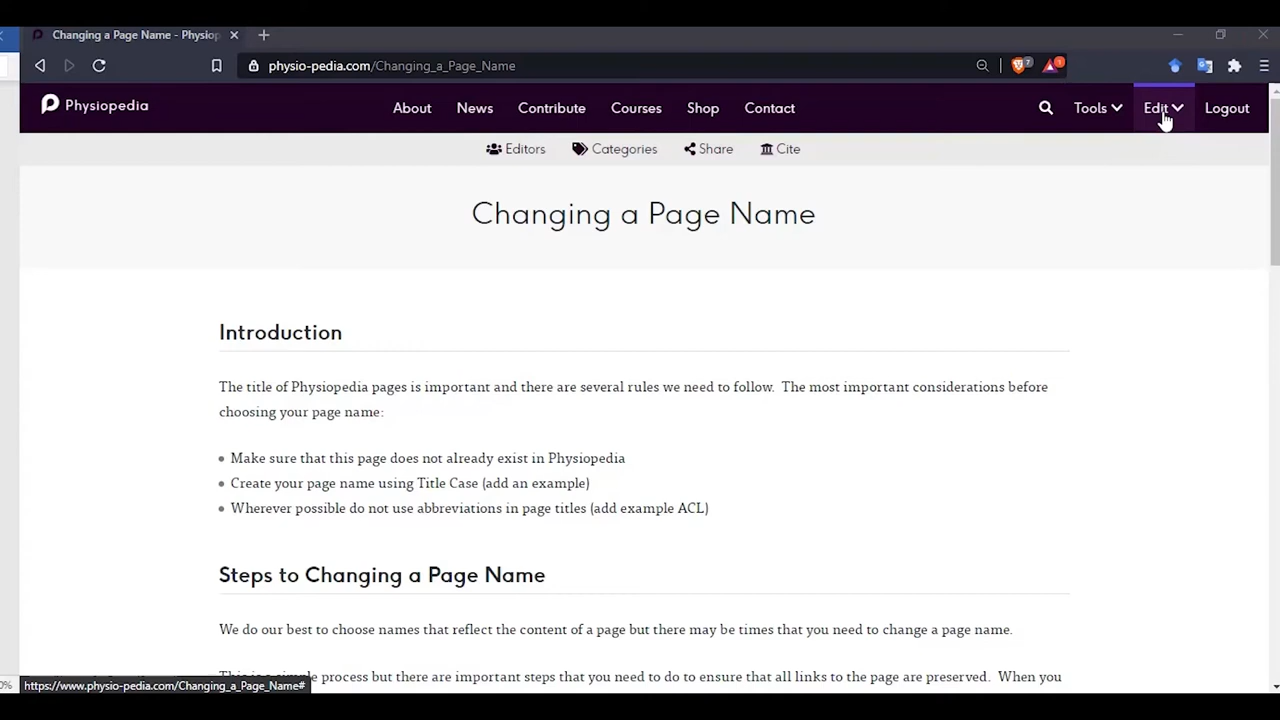 Changing a Page Name - Physiop
physio-pedia.com/Changing_a_Page_Name
7
1
Physiopedia
About News Contribute Courses Shop Contact
Tools Edit Logout
Editors Categories Share Cite
Changing a Page Name
Introduction
The title of Physiopedia pages is important and there are several rules we need to follow. The most important considerations before
choosing your page name:
Make sure that this page does not already exist in Physiopedia
Create your page name using Title Case (add an example)
Wherever possible do not use abbreviations in page titles (add example ACL)
Steps to Changing a Page Name
We do our best to choose names that reflect the content of a page but there may be times that you need to change a page name.
This is a simple process but there are important steps that you need to do to ensure that all links to the page are preserved. When you
0%
https://www.physio-pedia.com/Changing_a_Page_Name#